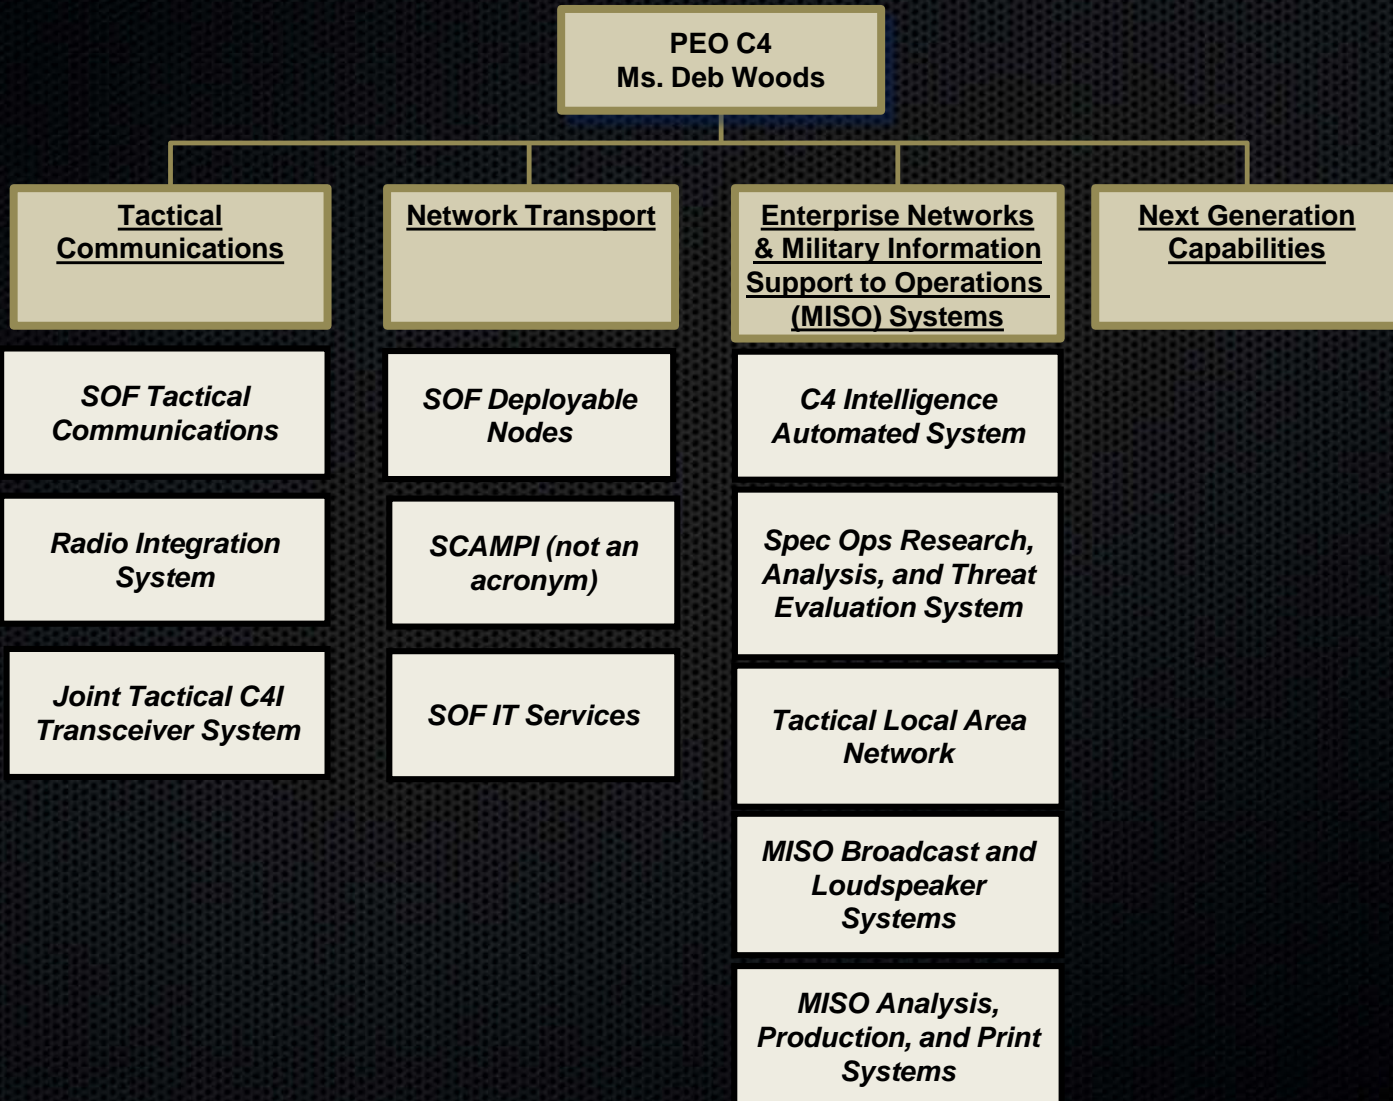 PEO C4
Ms. Deb Woods
Tactical
Communications
SOF Tactical
Communications
Radio Integration
System
Joint Tactical C4I
Transceiver System
Network Transport
SOF Deployable
Nodes
SCAMPI (not an
acronym)
SOF IT Services
Enterprise Networks
& Military Information
Support to Operations
(MISO) Systems
C4 Intelligence
Automated System
Spec Ops Research,
Analysis, and Threat
Evaluation System
Tactical Local Area
Network
MISO Broadcast and
Loudspeaker
Systems
MISO Analysis,
Production, and Print
Systems
Next Generation
Capabilities